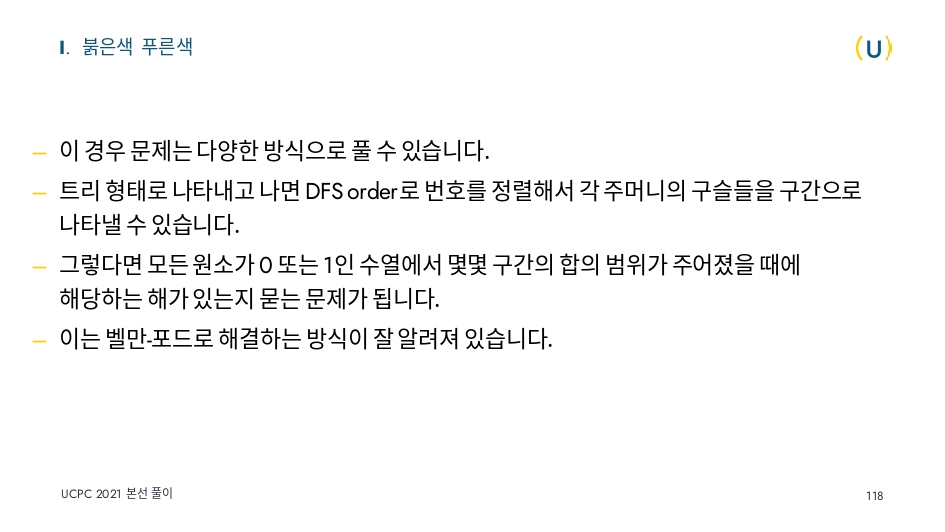 I. 붉은색 푸른색
(U)
– 이 경우 문제는 다양한 방식으로 풀 수 있습니다.
– 트리 형태로 나타내고 나면 DFS order로 번호를 정렬해서 각 주머니의 구슬들을 구간으로
나타낼 수 있습니다.
– 그렇다면 모든 원소가 0 또는 1인 수열에서 몇몇 구간의 합의 범위가 주어졌을 때에
해당하는 해가 있는지 묻는 문제가 됩니다.
– 이는 벨만-포드로 해결하는 방식이 잘 알려져 있습니다.
UCPC 2021 본선 풀이
118